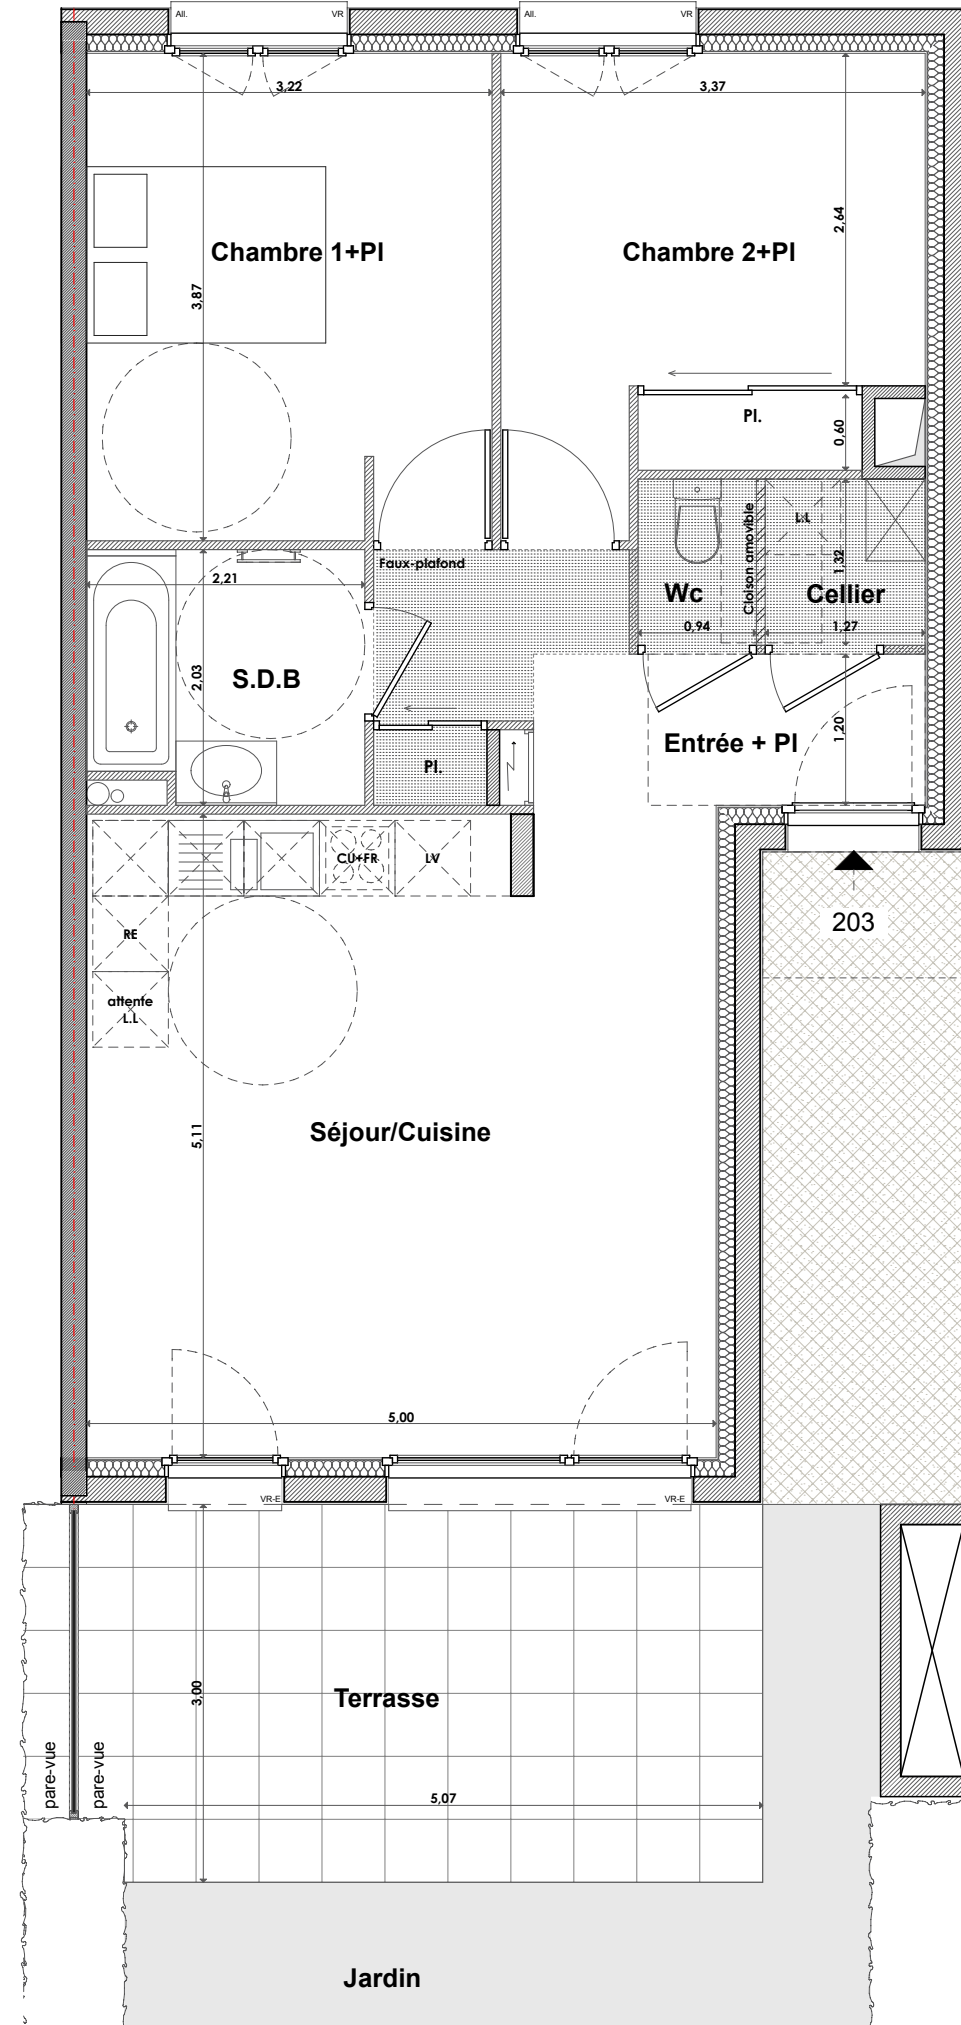 All.
VR
All.
VR
3,22
3,37
2,64
Chambre 1+Pl
Chambre 2+Pl
3,87
Pl.
0,60
Faux-plafond
2,21
Cloison amovible
L.L
1,32
Wc
Cellier
0,94
1,27
2,03
S.D.B
1,20
Entrée + Pl
Pl.
CU+FR
LV
203
RE
attente
L.L
5,11
Séjour/Cuisine
5,00
VR-E
VR-E
3,00
Terrasse
pare-vue
pare-vue
5,07
Jardin